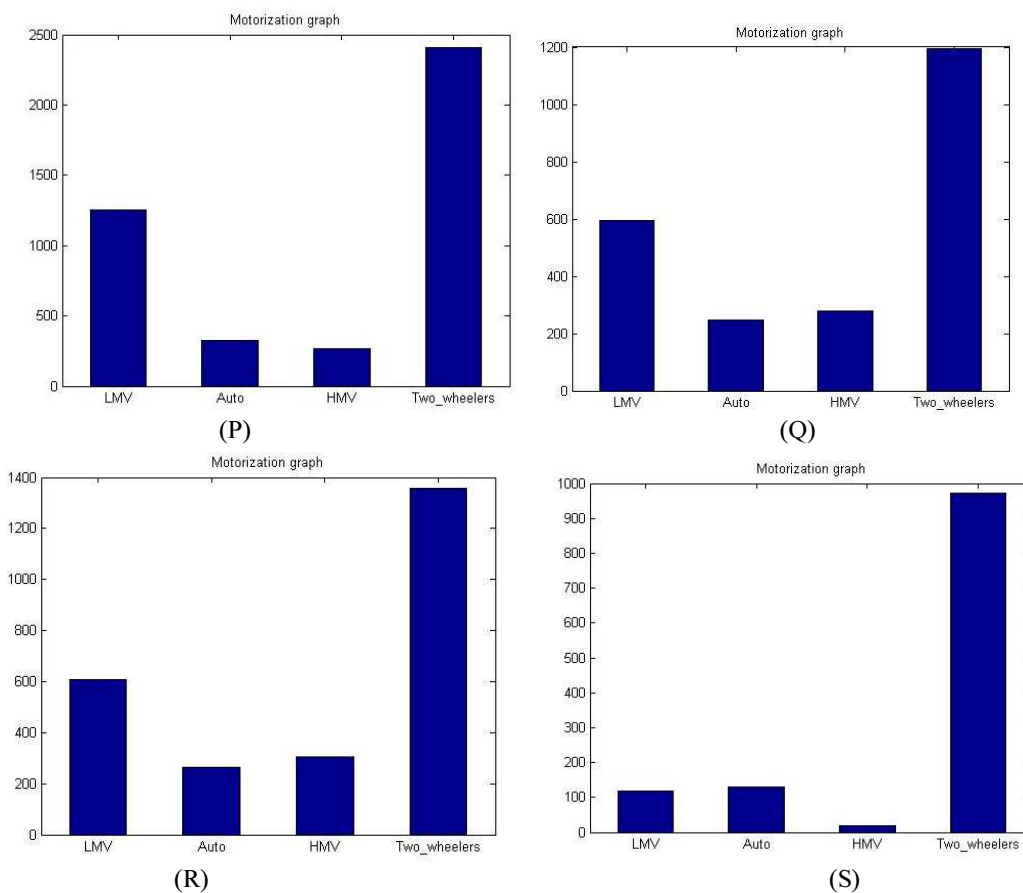 Motorization graph
2500
2000
1500
1000
500
0
LMV Auto HMV Two_wheelers
(P)
Motorization graph
1200
1000
800
600
400
200
0
LMV Auto HMV Two_wheelers
(Q)
Motorization graph
1400
1200
1000
800
600
400
200
0
LMV Auto HMV Two_wheelers
(R)
Motorization graph
1000
900
800
700
600
500
400
300
200
100
0
LMV Auto HMV Two_wheelers
(S)